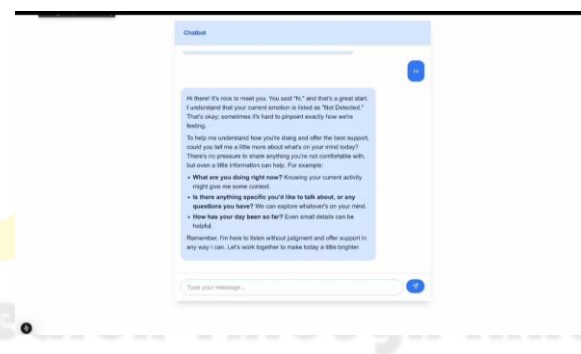 Chatbot
hi
Hi there! It's nice to meet you. You said "hi," and that's a great start.
I understand that your current emotion is listed as "Not Detected."
That's okay; sometimes it's hard to pinpoint exactly how we're
feeling.
To help me understand how you're doing and offer the best support,
could you tell me a little more about what's on your mind today?
There's no pressure to share anything you're not comfortable with,
but even a little information can help. For example:
• What are you doing right now? Knowing your current activity
might give me some context.
• Is there anything specific you'd like to talk about, or any
questions you have? We can explore whatever's on your mind.
• How has your day been so far? Even small details can be
helpful.
Remember, I'm here to listen without judgment and offer support in
any way I can. Let's work together to make today a little brighter.
Type your message...